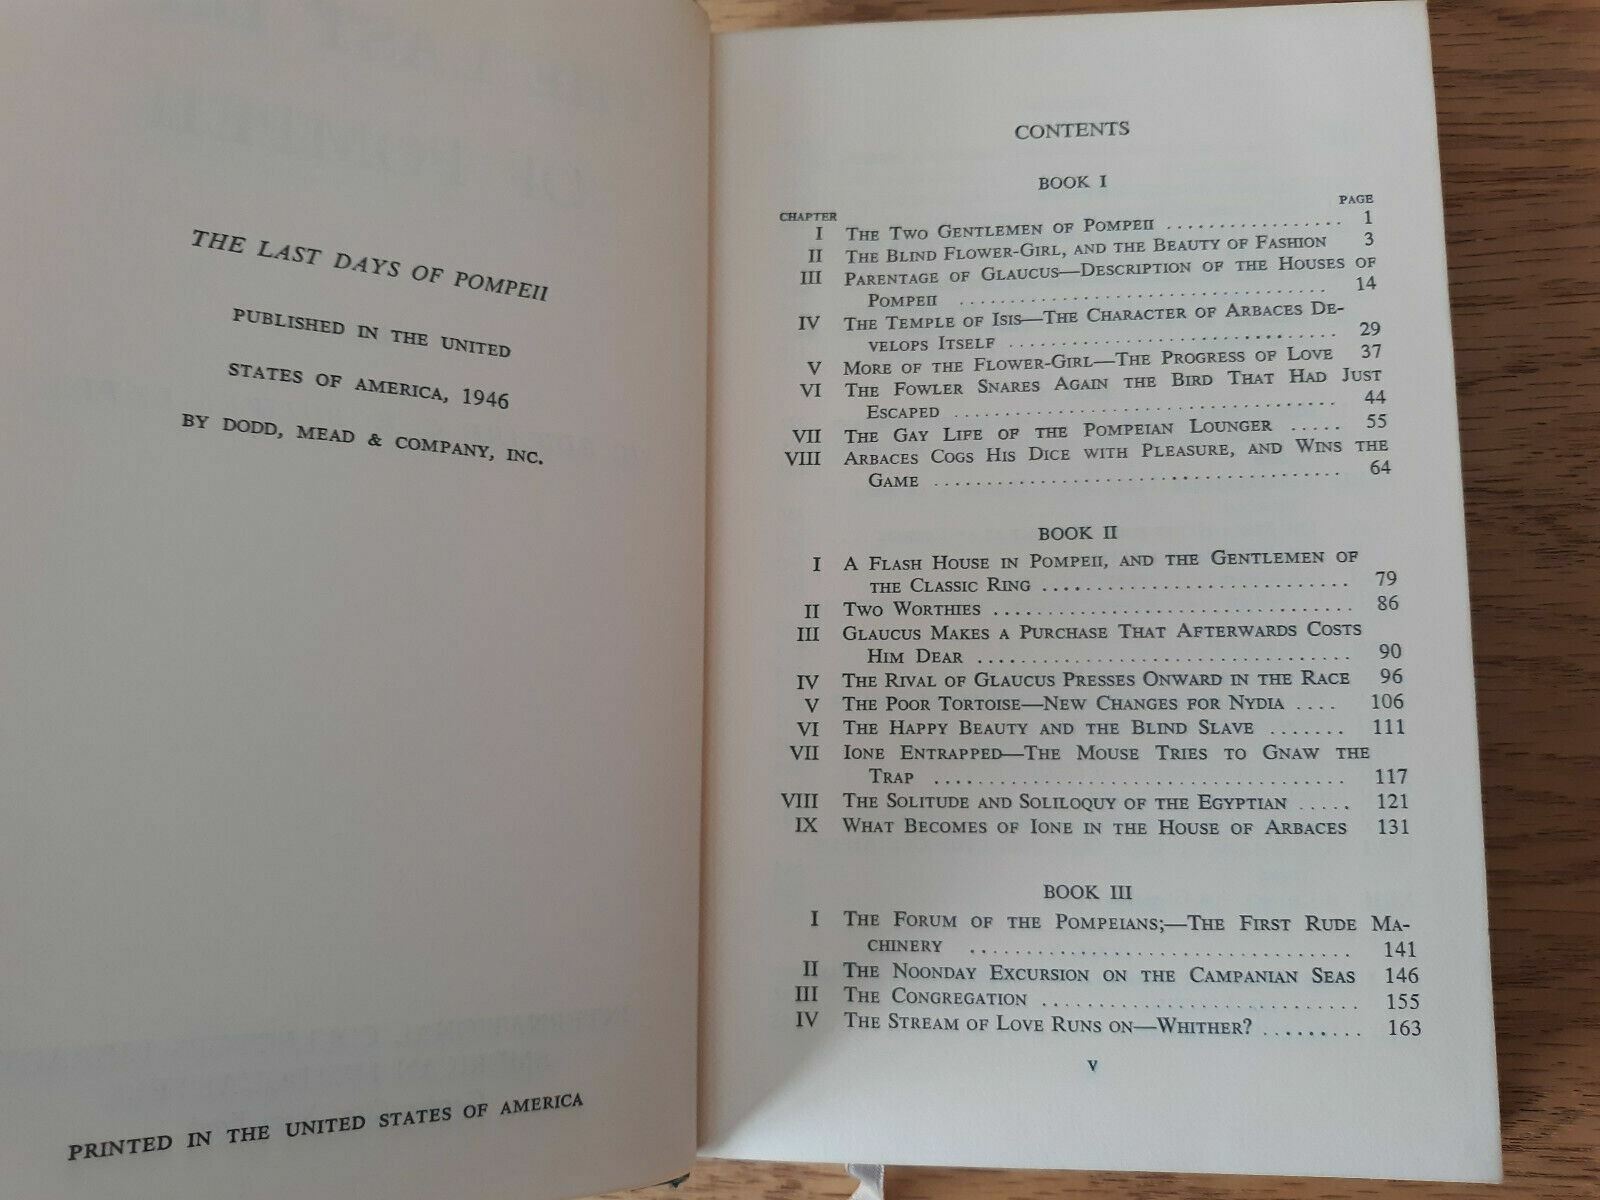 THE LAST DAYS OF POMPEII
PUBLISHED IN THE UNITED
STATES OF AMERICA, 1946
BY DODD, MEAD & COMPANY, INC.
PRINTED IN THE UNITED STATES OF AMERICA
CONTENTS
BOOK I
CHAPTER PAGE
I THE TWO GENTLEMEN OF POMPEII ................. 1
II THE BLIND FLOWER-GIRL, AND THE BEAUTY OF FASHION 3
III PARENTAGE OF GLAUCUS—DESCRIPTION OF THE HOUSES OF
POMPEII ................................... 14
IV THE TEMPLE OF ISIS—THE CHARACTER OF ARBACES DE-
VELOPS ITSELF ............................... 29
V MORE OF THE FLOWER-GIRL—THE PROGRESS OF LOVE 37
VI THE FOWLER SNARES AGAIN THE BIRD THAT HAD JUST
ESCAPED .................................... 44
VII THE GAY LIFE OF THE POMPEIAN LOUNGER ..... 55
VIII ARBACES COGS HIS DICE WITH PLEASURE, AND WINS THE
GAME ....................................... 64
BOOK II
I A FLASH HOUSE IN POMPEII, AND THE GENTLEMEN OF
THE CLASSIC RING ............................. 79
II TWO WORTHIES .................................. 86
III GLAUCUS MAKES A PURCHASE THAT AFTERWARDS COSTS
HIM DEAR ................................... 90
IV THE RIVAL OF GLAUCUS PRESSES ONWARD IN THE RACE 96
V THE POOR TORTOISE—NEW CHANGES FOR NYDIA .... 106
VI THE HAPPY BEAUTY AND THE BLIND SLAVE ....... 111
VII IONE ENTRAPPED—THE MOUSE TRIES TO GNAW THE
TRAP ....................................... 117
VIII THE SOLITUDE AND SOLILOQUY OF THE EGYPTIAN ..... 121
IX WHAT BECOMES OF IONE IN THE HOUSE OF ARBACES 131
BOOK III
I THE FORUM OF THE POMPEIANS;—THE FIRST RUDE MA-
CHINERY ................................... 141
II THE NOONDAY EXCURSION ON THE CAMPANIAN SEAS 146
III THE CONGREGATION .............................. 155
IV THE STREAM OF LOVE RUNS ON—WHITHER? ......... 163
v